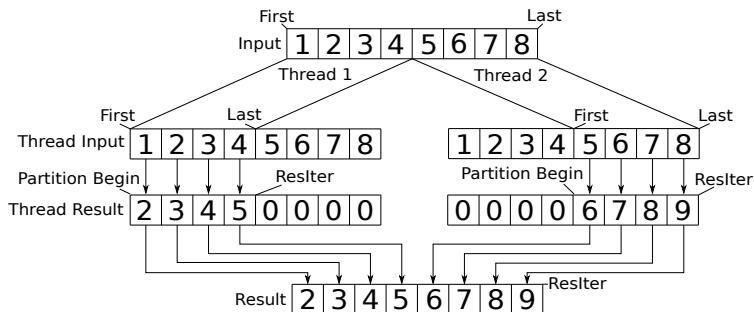 First Last
Input 1 2 3 4 5 6 7 8
Thread 1 Thread 2
First Last First Last
Thread Input 1 2 3 4 5 6 7 8 1 2 3 4 5 6 7 8
Partition Begin ResIter Partition Begin ResIter
Thread Result 2 3 4 5 0 0 0 0 0 0 0 0 6 7 8 9
Result 2 3 4 5 6 7 8 9 ResIter